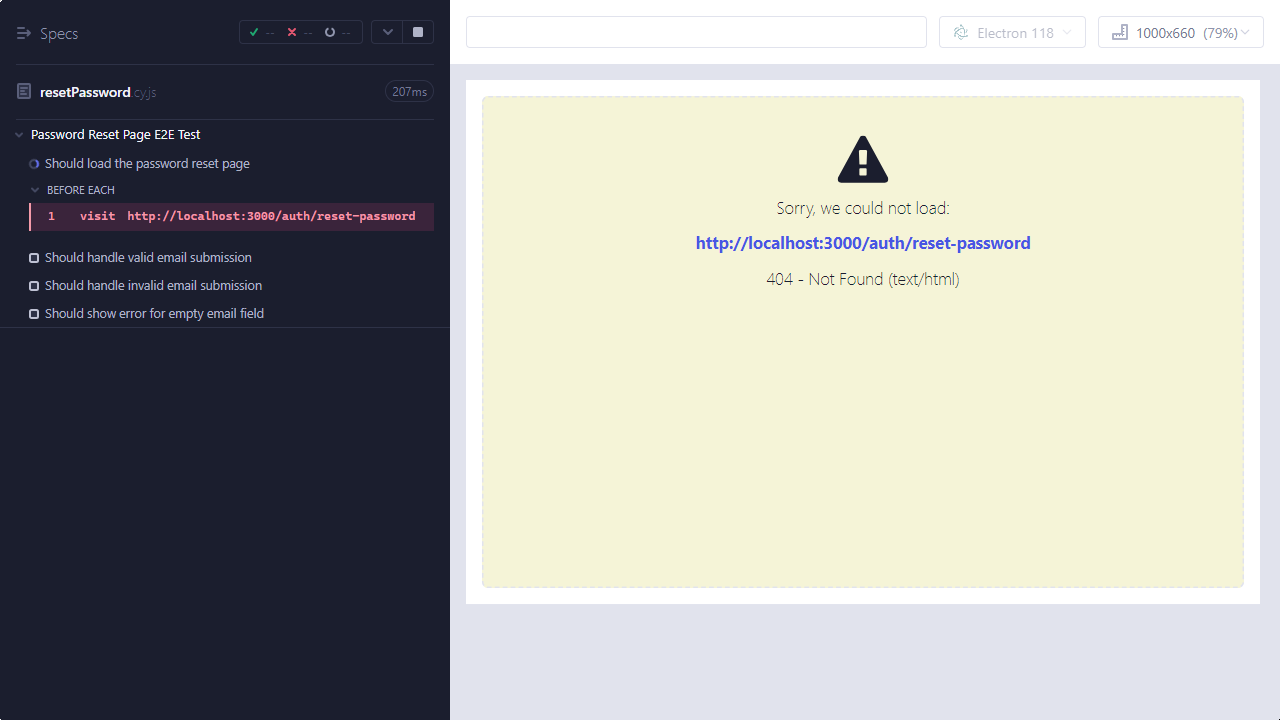 Specs
-- -- --
resetPassword.cy.js
207ms
Password Reset Page E2E Test
Should load the password reset page
BEFORE EACH
1 visit http://localhost:3000/auth/reset-password
Should handle valid email submission
Should handle invalid email submission
Should show error for empty email field
Electron 118
1000x660 (79%)
Sorry, we could not load:
http://localhost:3000/auth/reset-password
404 - Not Found (text/html)